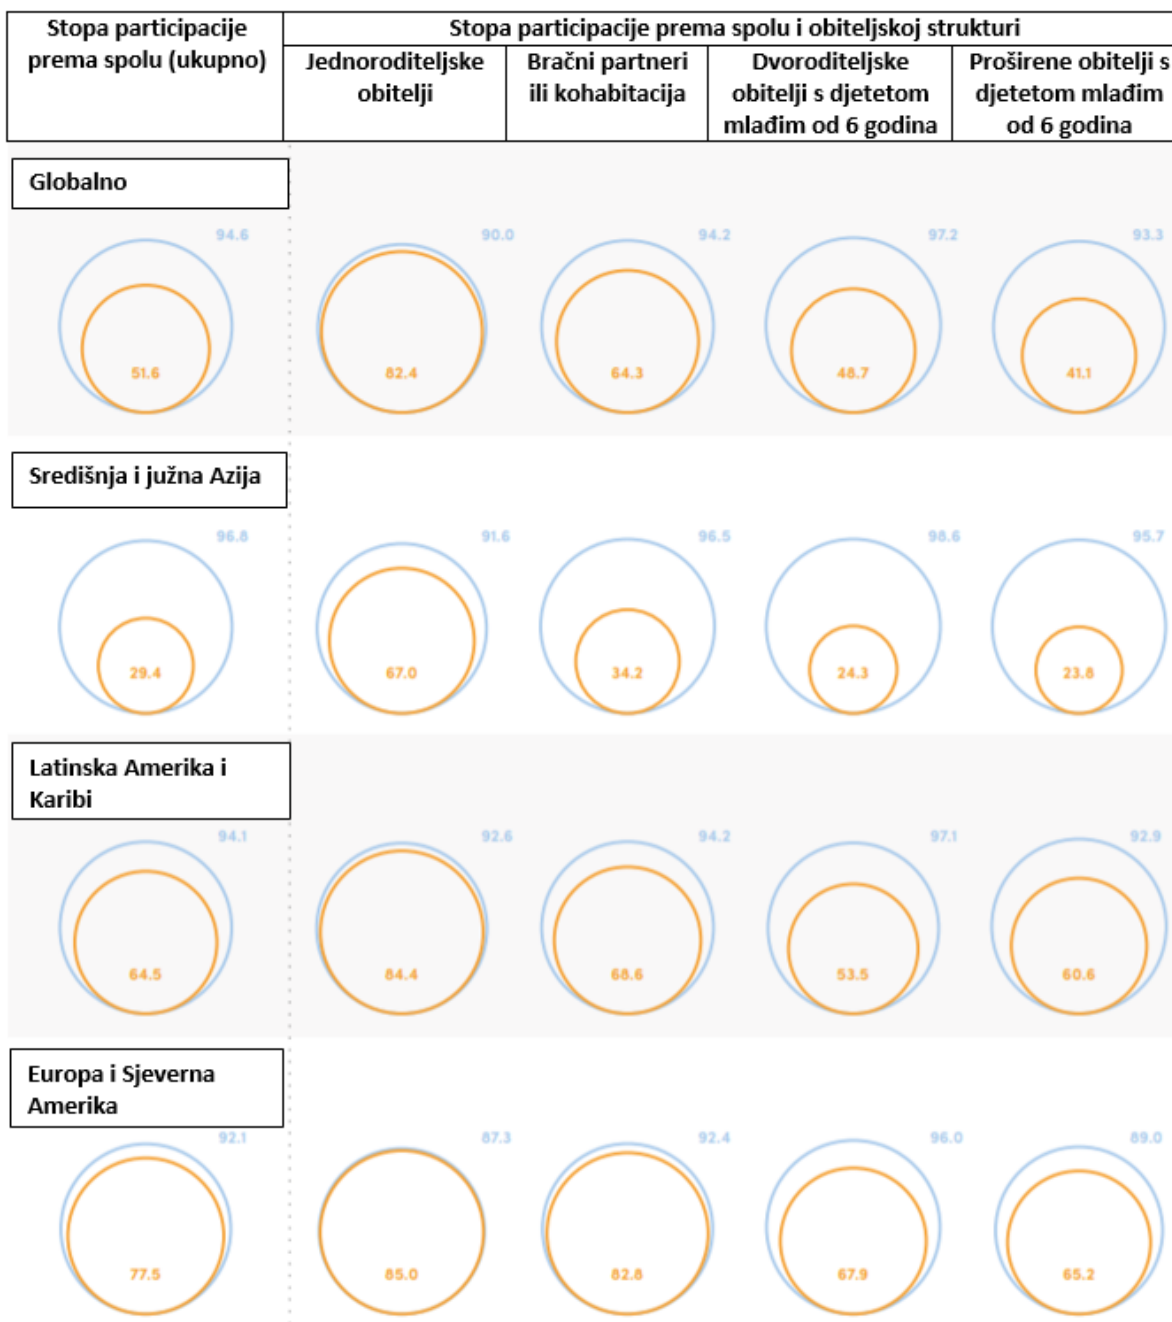 Stopa participacije
prema spolu (ukupno)
Stopa participacije prema spolu i obiteljskoj strukturi
Jednoroditeljske
obitelji
Bračni partneri
ili kohabitacija
Dvoroditeljske
obitelji s djetetom
mlađim od 6 godina
Proširene obitelji s
djetetom mlađim
od 6 godina
Globalno
94.6 90.0 94.2 97.2 93.3
51.6 82.4 64.3 48.7 41.1
Središnja i južna Azija
96.8 91.6 96.5 98.6 95.7
29.4 67.0 34.2 24.3 23.8
Latinska Amerika i
Karibi
94.1 92.6 94.2 97.1 92.9
64.5 84.4 68.6 53.5 60.6
Europa i Sjeverna
Amerika
92.1 87.3 92.4 96.0 89.0
77.5 85.0 82.8 67.9 65.2